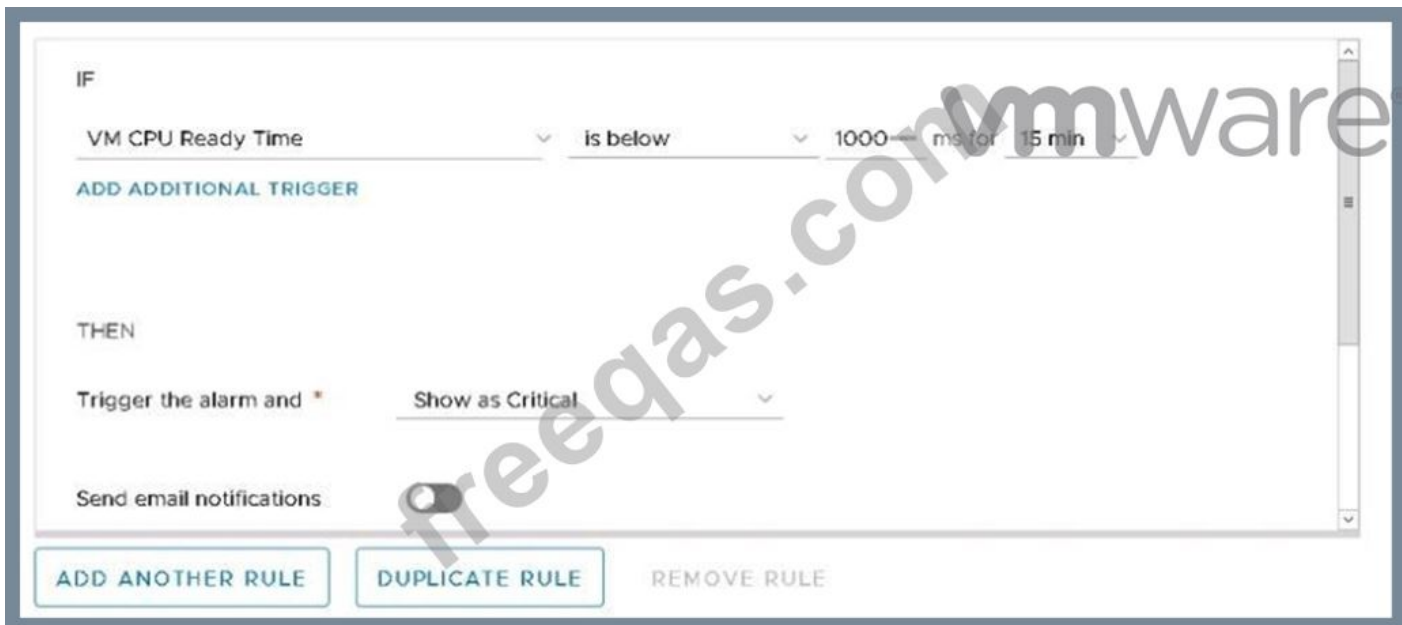 vmware
IF
VM CPU Ready Time is below 1000 ms for 15 min
ADD ADDITIONAL TRIGGER
THEN
Trigger the alarm and * Show as Critical
Send email notifications
ADD ANOTHER RULE DUPLICATE RULE REMOVE RULE
freeqas.com